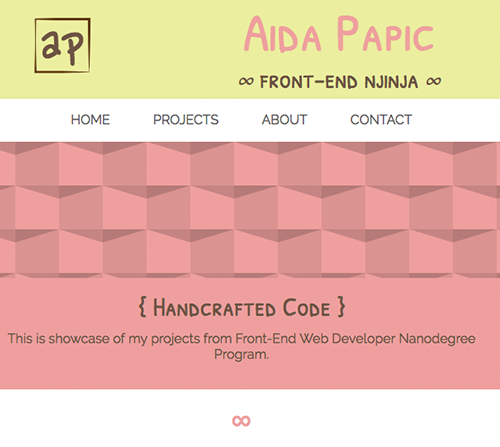 ap
Aida Papic
∞ FRONT-END NJINJA ∞
HOME PROJECTS ABOUT CONTACT
{ Handcrafted Code }
This is showcase of my projects from Front-End Web Developer Nanodegree
Program.
∞